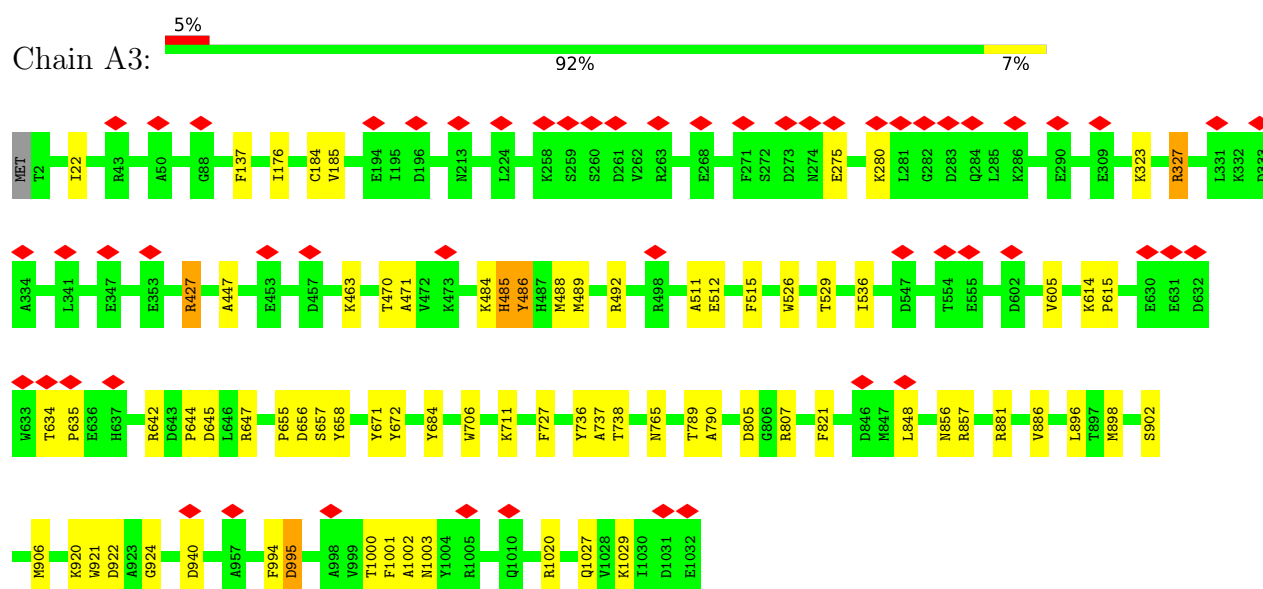 5%
Chain A3:
92% 7%
MET T2 I22 R43 A50 G88 F137 I176 C184 V185 E194 I195 D196 N213 L224 K258 S259 S260 D261 V262 R263 E268 F271 S272 D273 N274 E275 K280 L281 G282 D283 Q284 L285 K286 E290 E309 K323 R327 L331 K332 D333
A334 L341 E347 E353 R427 A447 E453 D457 K463 T470 A471 V472 K473 K484 H485 Y486 H487 M488 M489 R492 R498 A511 E512 F515 W526 T529 I536 D547 T554 E555 D602 V605 K614 P615 E630 E631 D632
W633 T634 P635 E636 H637 R642 D643 P644 D645 L646 R647 P655 D656 S657 Y658 Y671 Y672 Y684 W706 K711 F727 Y736 A737 T738 N765 T789 A790 D805 G806 R807 F821 D846 M847 L848 N856 R857 R881 V886 L896 T897 M898 S902
M906 K920 W921 D922 A923 G924 D940 A957 F994 D995 A998 V999 T1000 F1001 A1002 N1003 Y1004 R1005 Q1010 R1020 Q1027 V1028 K1029 I1030 D1031 E1032